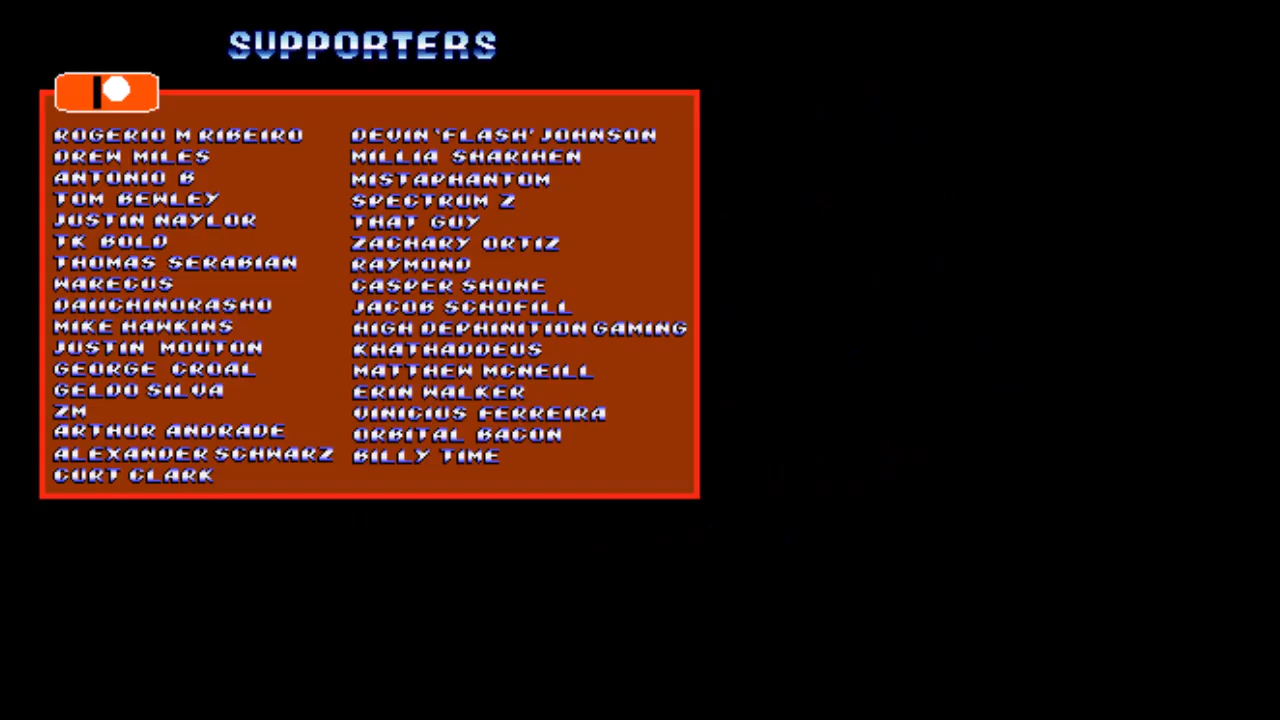 SUPPORTERS
ROGERIO M RIBEIRO
DREW MILES
ANTONIO B
TOM BEWLEY
JUSTIN NAYLOR
TK BOLD
THOMAS SERABIAN
WARECUS
DAIICHINORASHO
MIKE HAWKINS
JUSTIN MOUTON
GEORGE CROAL
GELDO SILVA
ZM
ARTHUR ANDRADE
ALEXANDER SCHWARZ
CURT CLARK
DEVIN 'FLASH' JOHNSON
MILLIA SHARIHEN
MISTAPHANTOM
SPECTRUM Z
THAT GUY
ZACHARY ORTIZ
RAYMOND
CASPER SHONE
JACOB SCHOFILL
HIGH DEPHINITION GAMING
KHATHADDEUS
MATTHEW MCNEILL
ERIN WALKER
VINICIUS FERREIRA
ORBITAL BACON
BILLY TIME